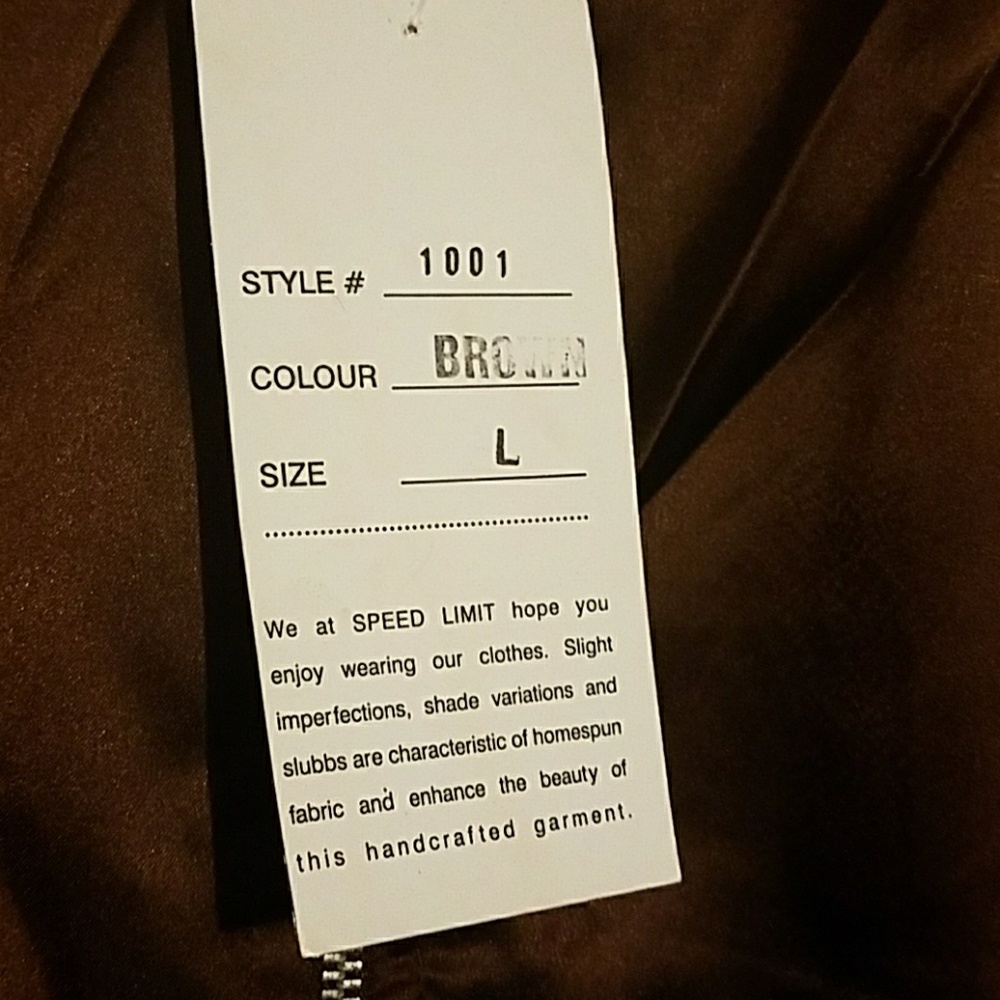 STYLE # 1001
COLOUR BROWN
SIZE L
We at SPEED LIMIT hope you
enjoy wearing our clothes. Slight
imperfections, shade variations and
slubbs are characteristic of homespun
fabric and enhance the beauty of
this handcrafted garment.